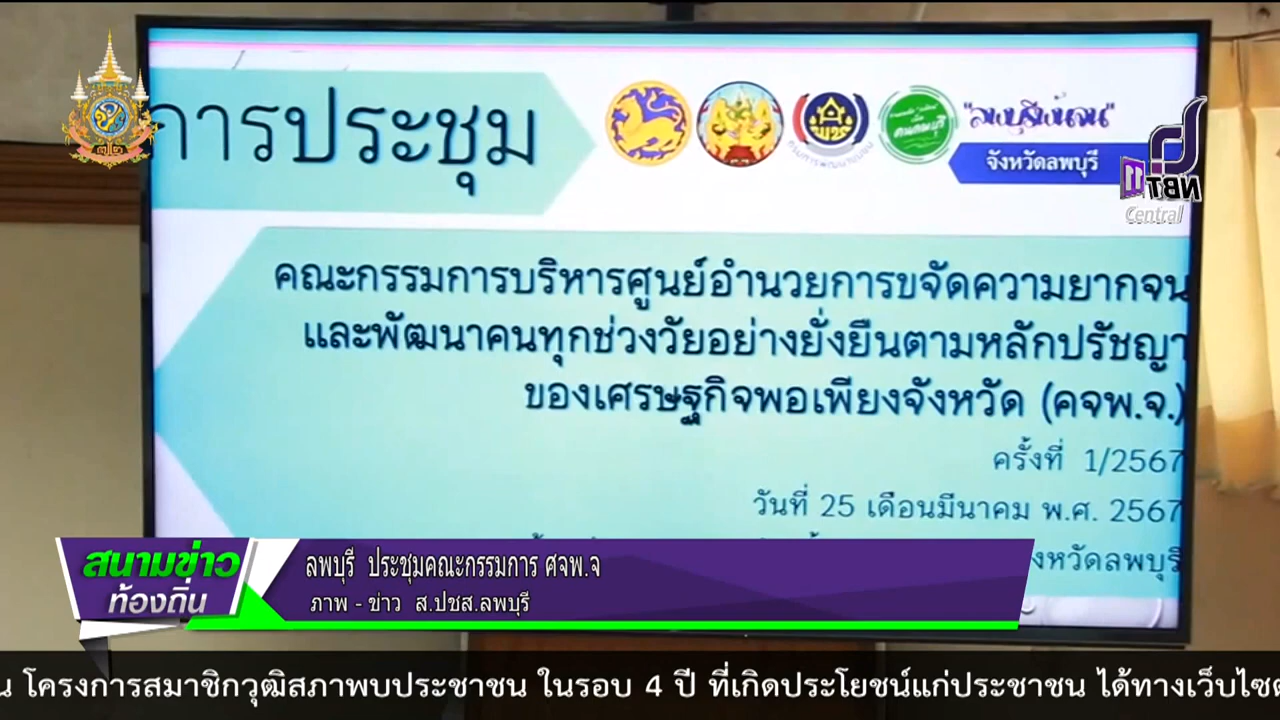 การประชุม
"ลพบุรีพ้นจน"
จังหวัดลพบุรี
NBT 11
Central
คณะกรรมการบริหารศูนย์อำนวยการขจัดความยากจน
และพัฒนาคนทุกช่วงวัยอย่างยั่งยืนตามหลักปรัชญา
ของเศรษฐกิจพอเพียงจังหวัด (คจพ.จ.)
ครั้งที่ 1/2567
วันที่ 25 เดือนมีนาคม พ.ศ. 2567
จังหวัดลพบุรี
สนามข่าว
ท้องถิ่น
ลพบุรี ประชุมคณะกรรมการ ศจพ.จ
ภาพ - ข่าว ส.ปชส.ลพบุรี
น โครงการสมาชิกวุฒิสภาพบประชาชน ในรอบ 4 ปี ที่เกิดประโยชน์แก่ประชาชน ได้ทางเว็บไซต